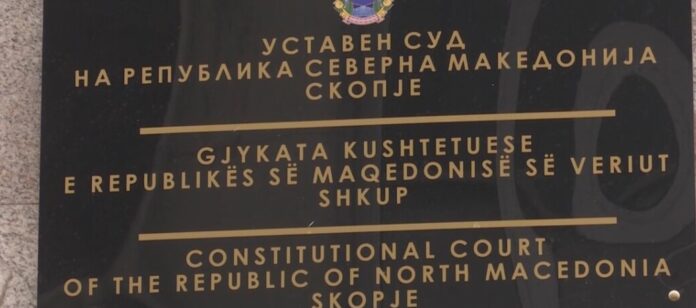 УСТАВЕН СУД
НА РЕПУБЛИКА СЕВЕРНА МАКЕДОНИЈА
СКОПЈЕ
GJYKATA KUSHTETUESE
E REPUBLIKËS SË MAQEDONISË SË VERIUT
SHKUP
CONSTITUTIONAL COURT
OF THE REPUBLIC OF NORTH MACEDONIA
SKOPJE